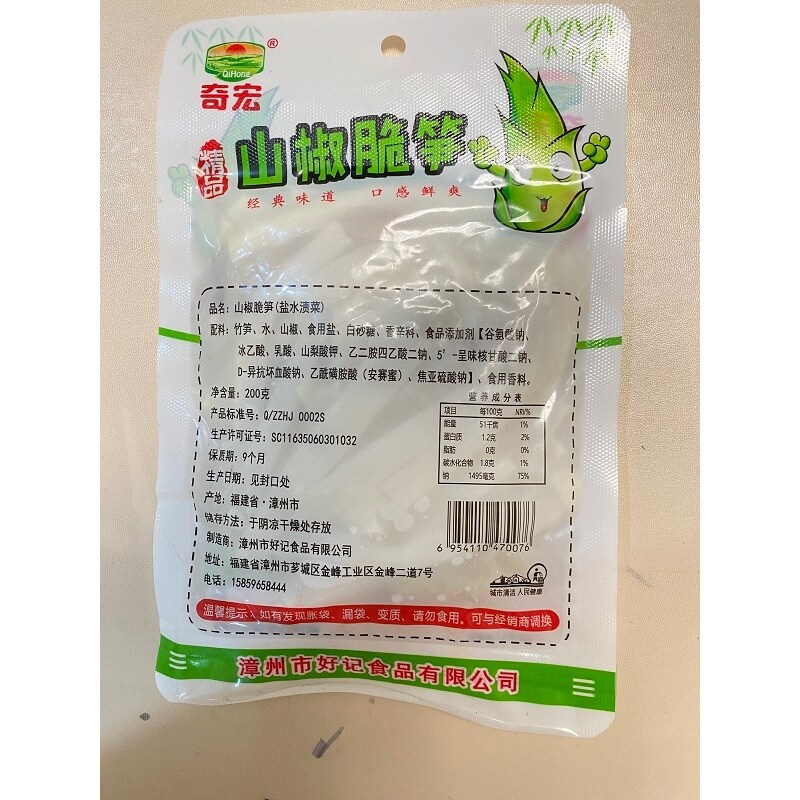 QiHong
®
奇宏
精品
山椒脆笋
经典味道 口感鲜爽
品名：山椒脆笋(盐水渍菜)
配料：竹笋、水、山椒、食用盐、白砂糖、香辛料、食品添加剂【谷氨酸钠、
冰乙酸、乳酸、山梨酸钾、乙二胺四乙酸二钠、5'-呈味核苷酸二钠、
D-异抗坏血酸钠、乙酰磺胺酸（安赛蜜）、焦亚硫酸钠】、食用香料。
净含量：200克
产品标准号：Q/ZZHJ 0002S
生产许可证号：SC11635060301032
保质期：9个月
生产日期：见封口处
产地：福建省·漳州市
储存方法：于阴凉干燥处存放
制造商：漳州市好记食品有限公司
地址：福建省漳州市芗城区金峰工业区金峰二道7号
电话：15859658444
营养成分表
项目 每100克 NRV%
能量 51千焦 1%
蛋白质 1.2克 2%
脂肪 0克 0%
碳水化合物 1.8克 1%
钠 1495毫克 75%
6 954110 470076
城市清洁 人民健康
温馨提示：如有发现胀袋、漏袋、变质、请勿食用。可与经销商调换
漳州市好记食品有限公司